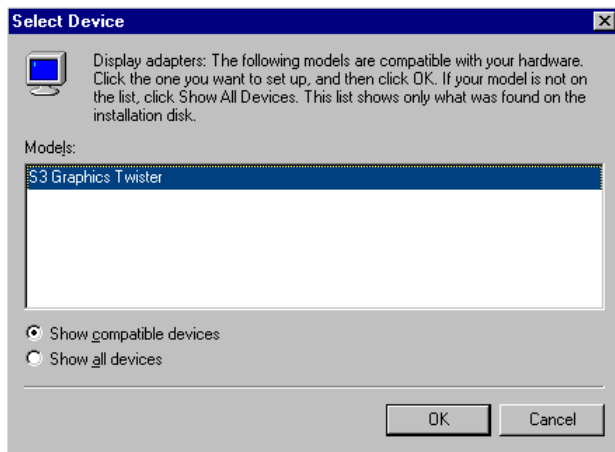 Select Device
Display adapters: The following models are compatible with your hardware.
Click the one you want to set up, and then click OK. If your model is not on
the list, click Show All Devices. This list shows only what was found on the
installation disk.
Models:
S3 Graphics Twister
Show compatible devices
Show all devices
OK Cancel